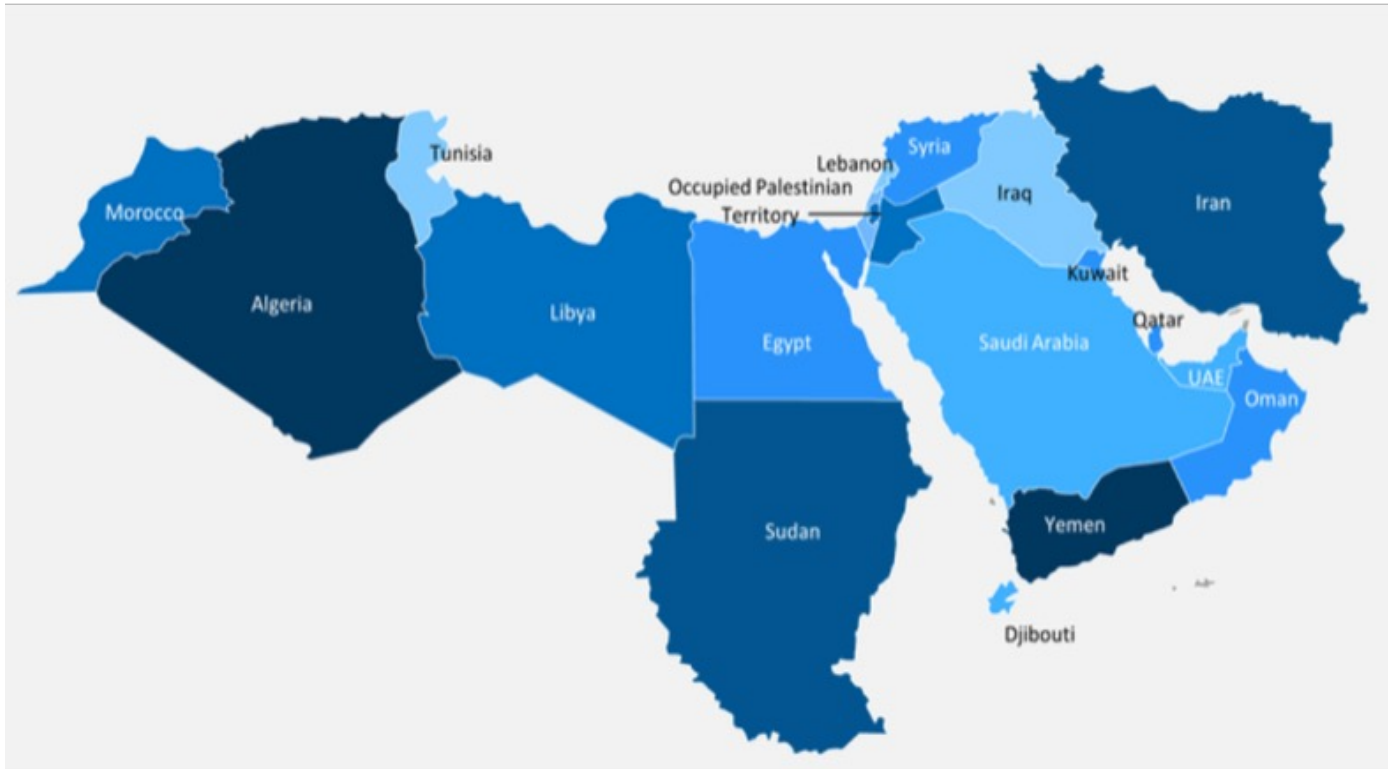 Tunisia
Syria
Lebanon
Occupied Palestinian
Territory
Morocco
Iraq
Iran
Kuwait
Algeria
Libya
Egypt
Saudi Arabia
Qatar
UAE
Oman
Sudan
Yemen
Djibouti